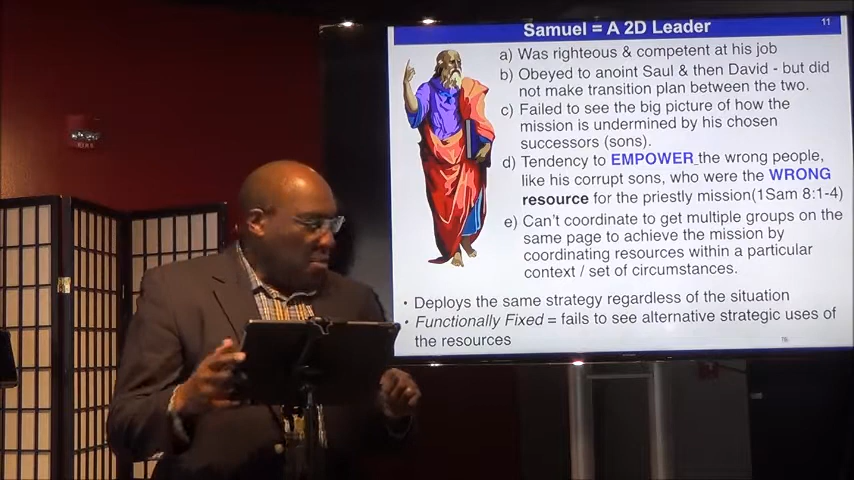 Samuel = A 2D Leader
11
a) Was righteous & competent at his job
b) Obeyed to anoint Saul & then David - but did
not make transition plan between the two.
c) Failed to see the big picture of how the
mission is undermined by his chosen
successors (sons).
d) Tendency to EMPOWER the wrong people,
like his corrupt sons, who were the WRONG
resource for the priestly mission(1Sam 8:1-4)
e) Can't coordinate to get multiple groups on the
same page to achieve the mission by
coordinating resources within a particular
context / set of circumstances.
• Deploys the same strategy regardless of the situation
• Functionally Fixed = fails to see alternative strategic uses of
the resources